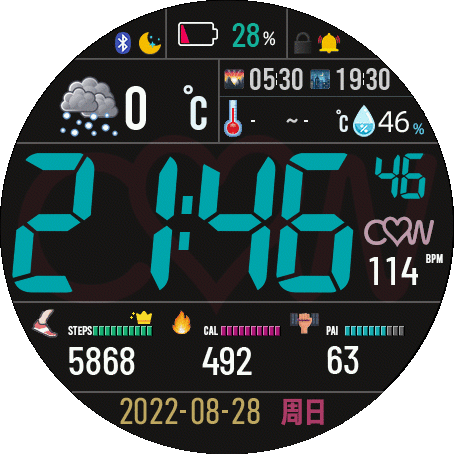 28%
05:30 19:30
0 ℃
- ~ - ℃ 46%
21:46 46
114 BPM
STEPS CAL PAI
5868 492 63
2022-08-28 周日